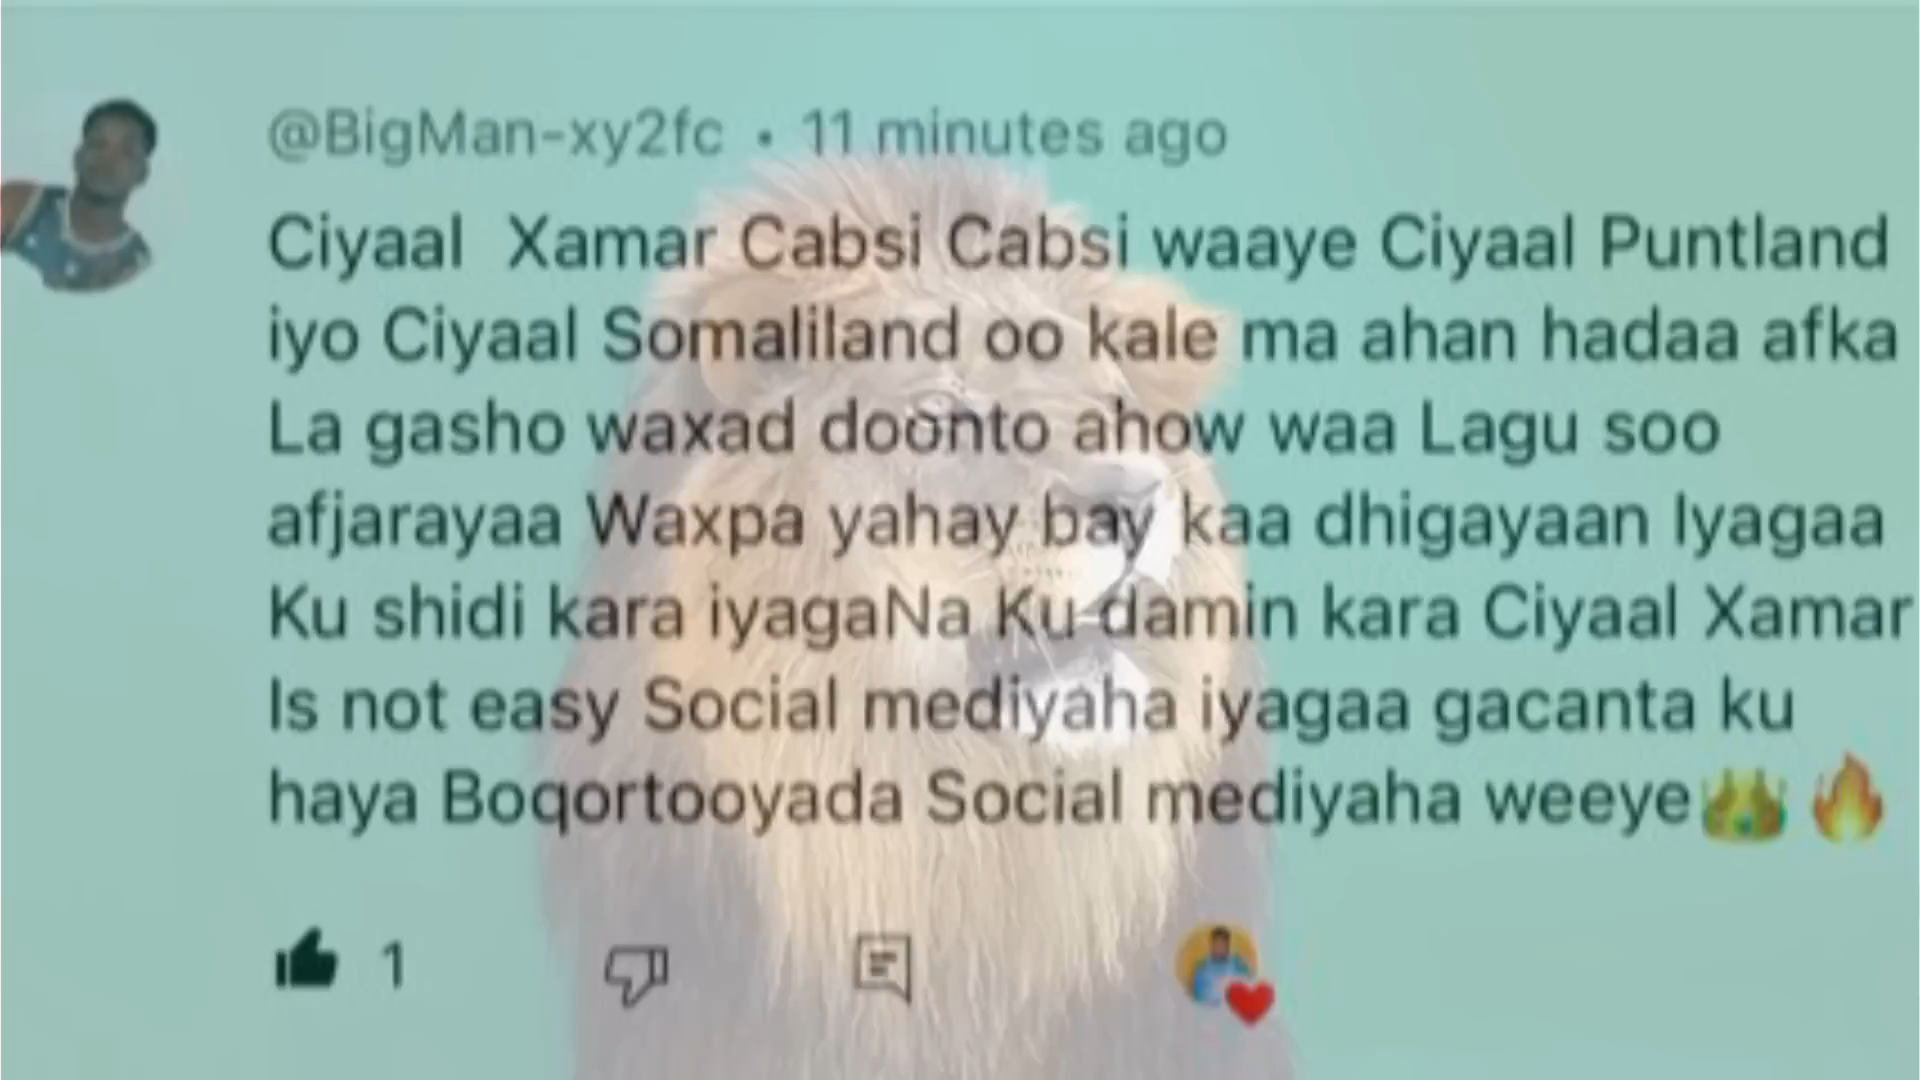 @BigMan-xy2fc • 11 minutes ago
Ciyaal Xamar Cabsi Cabsi waaye Ciyaal Puntland
iyo Ciyaal Somaliland oo kale ma ahan hadaa afka
La gasho waxad doonto ahow waa Lagu soo
afjarayaa Waxpa yahay bay kaa dhigayaan Iyagaa
Ku shidi kara iyagaNa Ku damin kara Ciyaal Xamar
Is not easy Social mediyaha iyagaa gacanta ku
haya Boqortooyada Social mediyaha weeye👑🔥
1